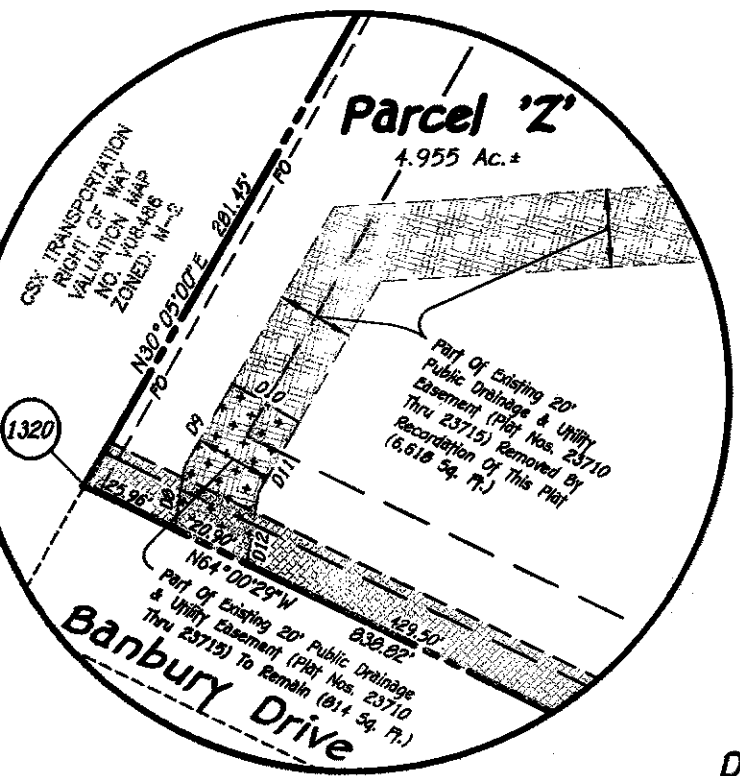 Parcel 'Z'
4.955 Ac.±
CSX TRANSPORTATION
RIGHT OF WAY
VALUATION MAP
NO. V08486
ZONED: M-2
N30°05'00"E 281.45'
FO
FO
Part Of Existing 20'
Public Drainage & Utility
Easement (Plat Nos. 23710
Thru 23715) Removed By
Recordation Of This Plat
(6,618 Sq. Ft.)
1320
D10
D9
D11
D8
D12
25.96'
20.90'
N64°00'29"W 838.82'
429.50'
Part Of Existing 20' Public Drainage
& Utility Easement (Plat Nos. 23710
Thru 23715) To Remain (814 Sq. Ft.)
Banbury Drive
D